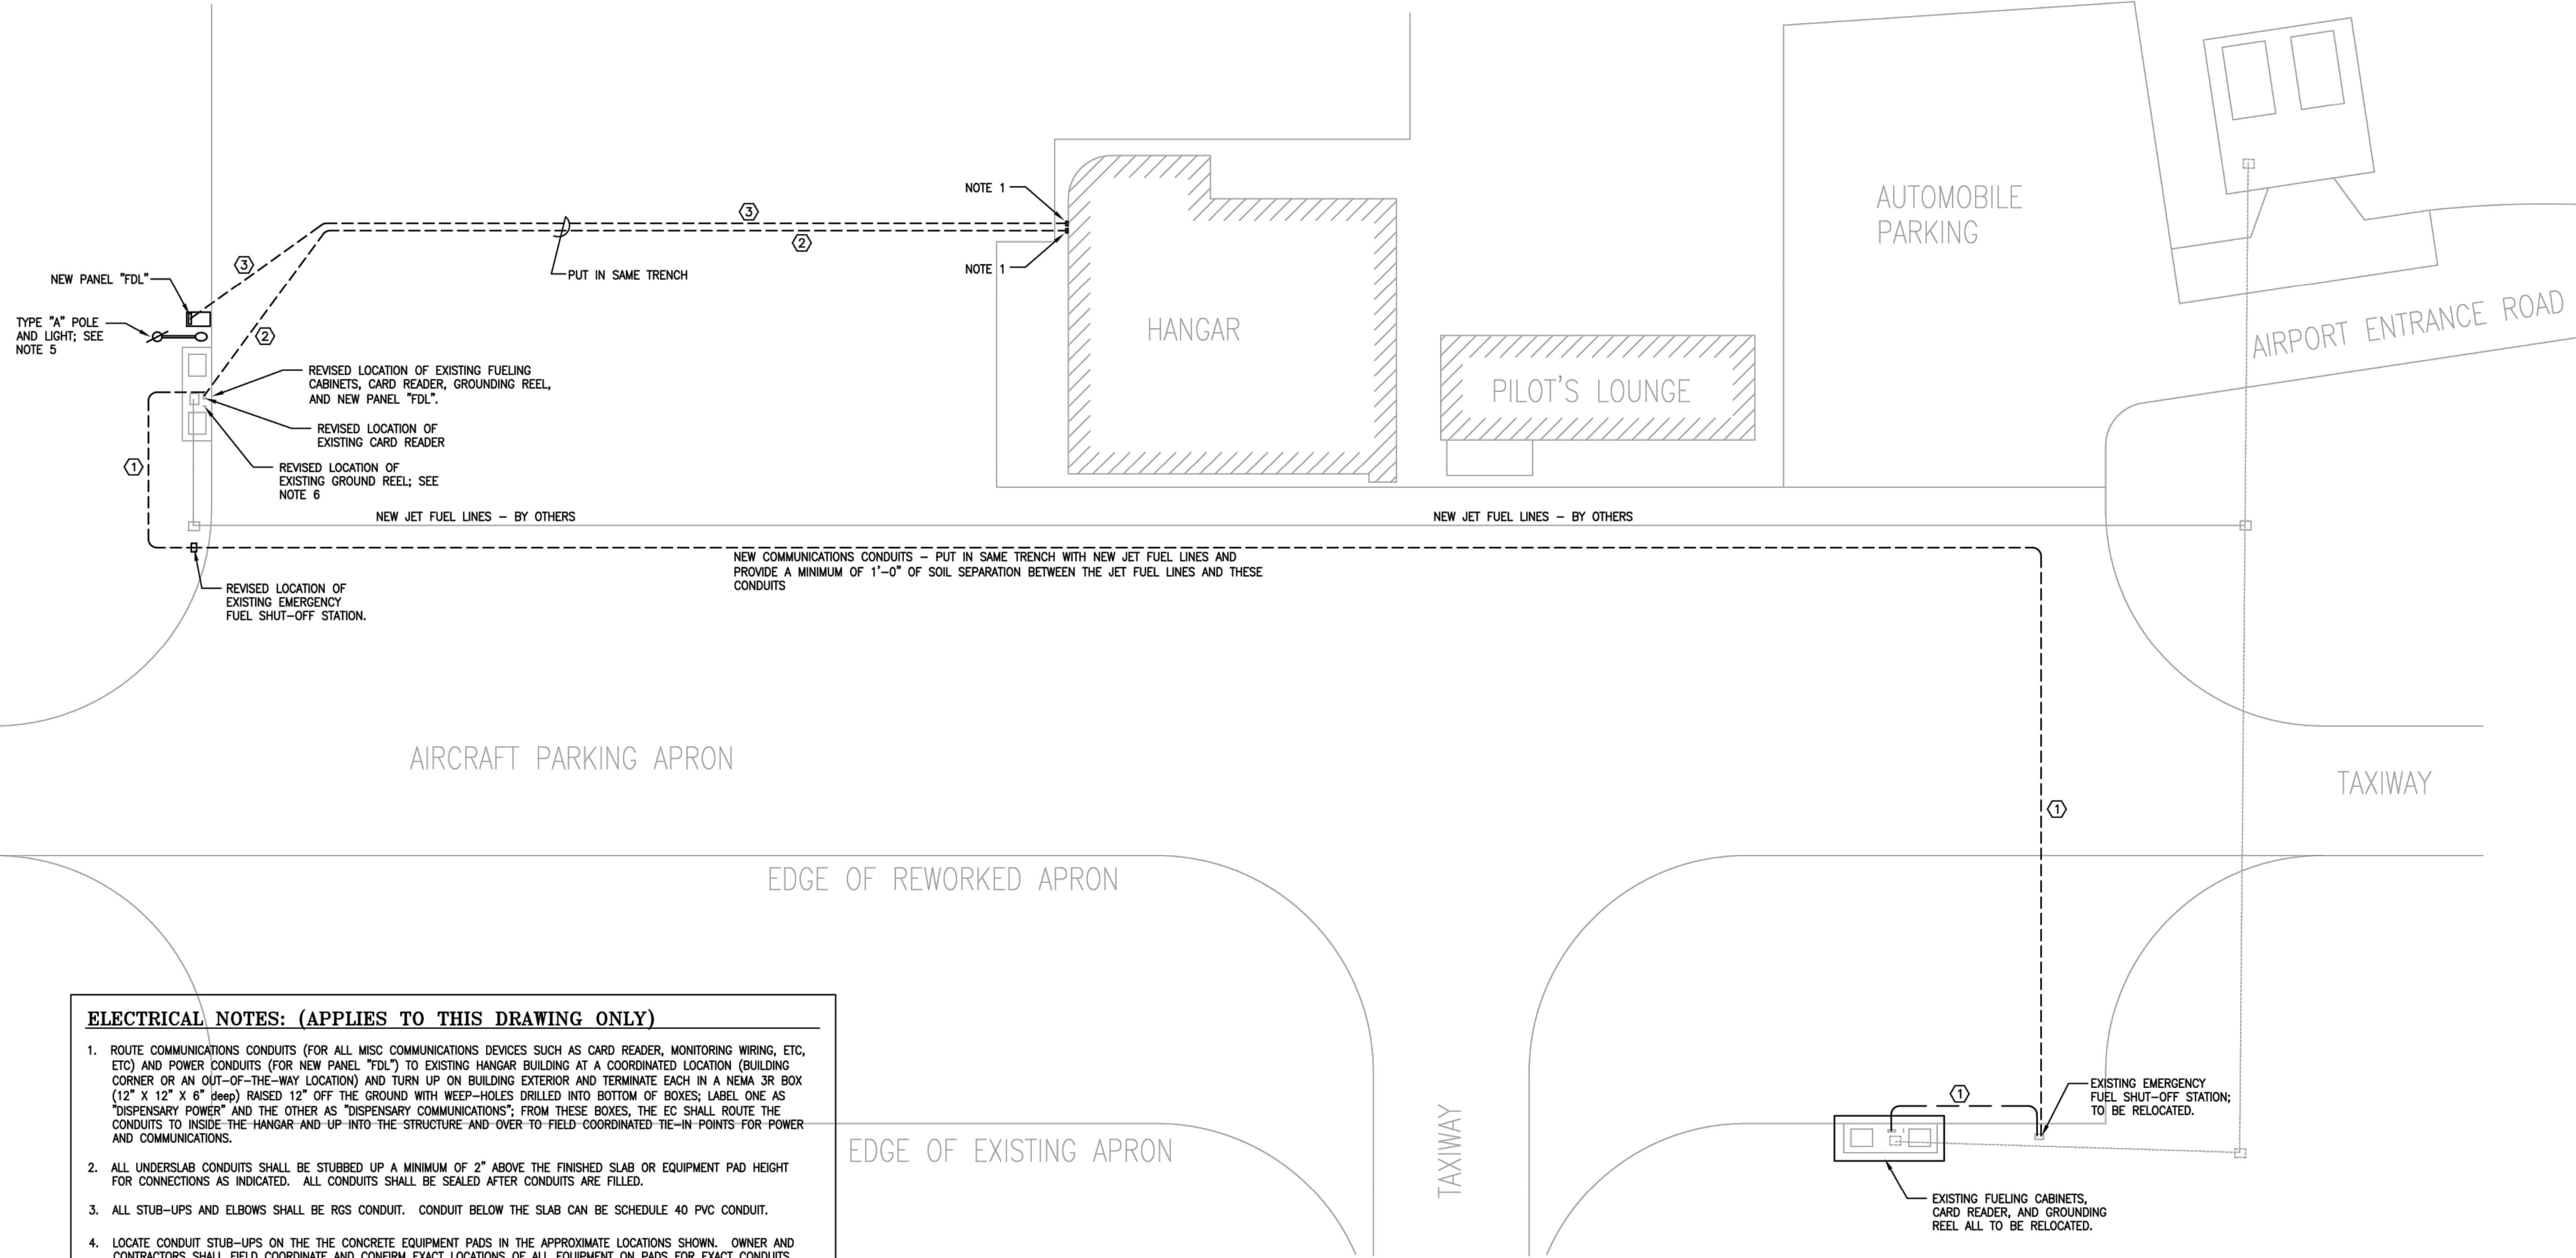 AUTOMOBILE
PARKING
NOTE 1
3
2
3
NEW PANEL "FDL"
PUT IN SAME TRENCH
NOTE 1
TYPE "A" POLE
AND LIGHT; SEE
NOTE 5
2
HANGAR
AIRPORT ENTRANCE ROAD
REVISED LOCATION OF EXISTING FUELING
CABINETS, CARD READER, GROUNDING REEL,
AND NEW PANEL "FDL".
PILOT'S LOUNGE
REVISED LOCATION OF
EXISTING CARD READER
1
REVISED LOCATION OF
EXISTING GROUND REEL; SEE
NOTE 6
NEW JET FUEL LINES – BY OTHERS
NEW JET FUEL LINES – BY OTHERS
NEW COMMUNICATIONS CONDUITS – PUT IN SAME TRENCH WITH NEW JET FUEL LINES AND
PROVIDE A MINIMUM OF 1'–0" OF SOIL SEPARATION BETWEEN THE JET FUEL LINES AND THESE
CONDUITS
REVISED LOCATION OF
EXISTING EMERGENCY
FUEL SHUT–OFF STATION.
AIRCRAFT PARKING APRON
TAXIWAY
1
EDGE OF REWORKED APRON
ELECTRICAL NOTES: (APPLIES TO THIS DRAWING ONLY)
1. ROUTE COMMUNICATIONS CONDUITS (FOR ALL MISC COMMUNICATIONS DEVICES SUCH AS CARD READER, MONITORING WIRING, ETC,
ETC) AND POWER CONDUITS (FOR NEW PANEL "FDL") TO EXISTING HANGAR BUILDING AT A COORDINATED LOCATION (BUILDING
CORNER OR AN OUT–OF–THE–WAY LOCATION) AND TURN UP ON BUILDING EXTERIOR AND TERMINATE EACH IN A NEMA 3R BOX
(12" X 12" X 6" deep) RAISED 12" OFF THE GROUND WITH WEEP–HOLES DRILLED INTO BOTTOM OF BOXES; LABEL ONE AS
"DISPENSARY POWER" AND THE OTHER AS "DISPENSARY COMMUNICATIONS"; FROM THESE BOXES, THE EC SHALL ROUTE THE
CONDUITS TO INSIDE THE HANGAR AND UP INTO THE STRUCTURE AND OVER TO FIELD COORDINATED TIE–IN POINTS FOR POWER
AND COMMUNICATIONS.
2. ALL UNDERSLAB CONDUITS SHALL BE STUBBED UP A MINIMUM OF 2" ABOVE THE FINISHED SLAB OR EQUIPMENT PAD HEIGHT
FOR CONNECTIONS AS INDICATED. ALL CONDUITS SHALL BE SEALED AFTER CONDUITS ARE FILLED.
3. ALL STUB–UPS AND ELBOWS SHALL BE RGS CONDUIT. CONDUIT BELOW THE SLAB CAN BE SCHEDULE 40 PVC CONDUIT.
4. LOCATE CONDUIT STUB–UPS ON THE THE CONCRETE EQUIPMENT PADS IN THE APPROXIMATE LOCATIONS SHOWN. OWNER AND
CONTRACTORS SHALL FIELD COORDINATE AND CONFIRM EXACT LOCATIONS OF ALL EQUIPMENT ON PADS FOR EXACT CONDUITS
EDGE OF EXISTING APRON
TAXIWAY
1
EXISTING EMERGENCY
FUEL SHUT–OFF STATION;
TO BE RELOCATED.
EXISTING FUELING CABINETS,
CARD READER, AND GROUNDING
REEL ALL TO BE RELOCATED.